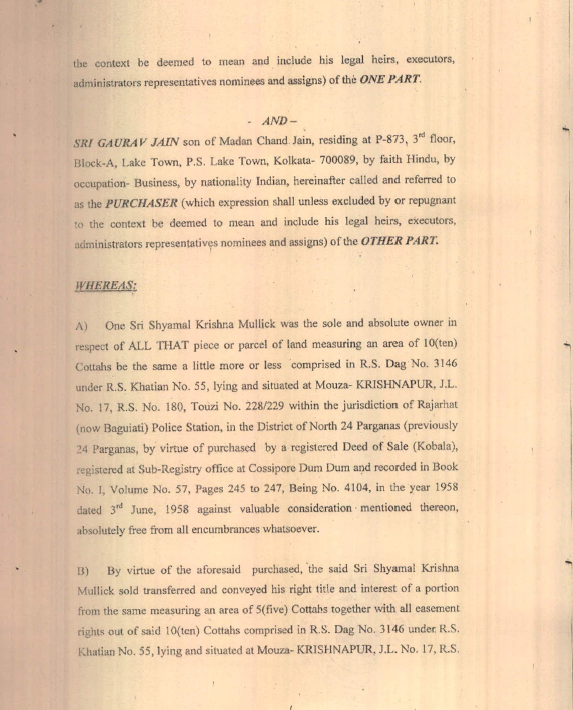 the context be deemed to mean and include his legal heirs, executors,
administrators representatives nominees and assigns) of the ONE PART.
- AND –
SRI GAURAV JAIN son of Madan Chand Jain, residing at P-873, 3rd floor,
Block-A, Lake Town, P.S. Lake Town, Kolkata- 700089, by faith Hindu, by
occupation- Business, by nationality Indian, hereinafter called and referred to
as the PURCHASER (which expression shall unless excluded by or repugnant
to the context be deemed to mean and include his legal heirs, executors,
administrators representatives nominees and assigns) of the OTHER PART.
WHEREAS:
A) One Sri Shyamal Krishna Mullick was the sole and absolute owner in
respect of ALL THAT piece or parcel of land measuring an area of 10(ten)
Cottahs be the same a little more or less comprised in R.S. Dag No. 3146
under R.S. Khatian No. 55, lying and situated at Mouza- KRISHNAPUR, J.L.
No. 17, R.S. No. 180, Touzi No. 228/229 within the jurisdiction of Rajarhat
(now Baguiati) Police Station, in the District of North 24 Parganas (previously
24 Parganas, by virtue of purchased by a registered Deed of Sale (Kobala),
registered at Sub-Registry office at Cossipore Dum Dum and recorded in Book
No. I, Volume No. 57, Pages 245 to 247, Being No. 4104, in the year 1958
dated 3rd June, 1958 against valuable consideration mentioned thereon,
absolutely free from all encumbrances whatsoever.
B) By virtue of the aforesaid purchased, the said Sri Shyamal Krishna
Mullick sold transferred and conveyed his right title and interest of a portion
from the same measuring an area of 5(five) Cottahs together with all easement
rights out of said 10(ten) Cottahs comprised in R.S. Dag No. 3146 under R.S.
Khatian No. 55, lying and situated at Mouza- KRISHNAPUR, J.L. No. 17, R.S.